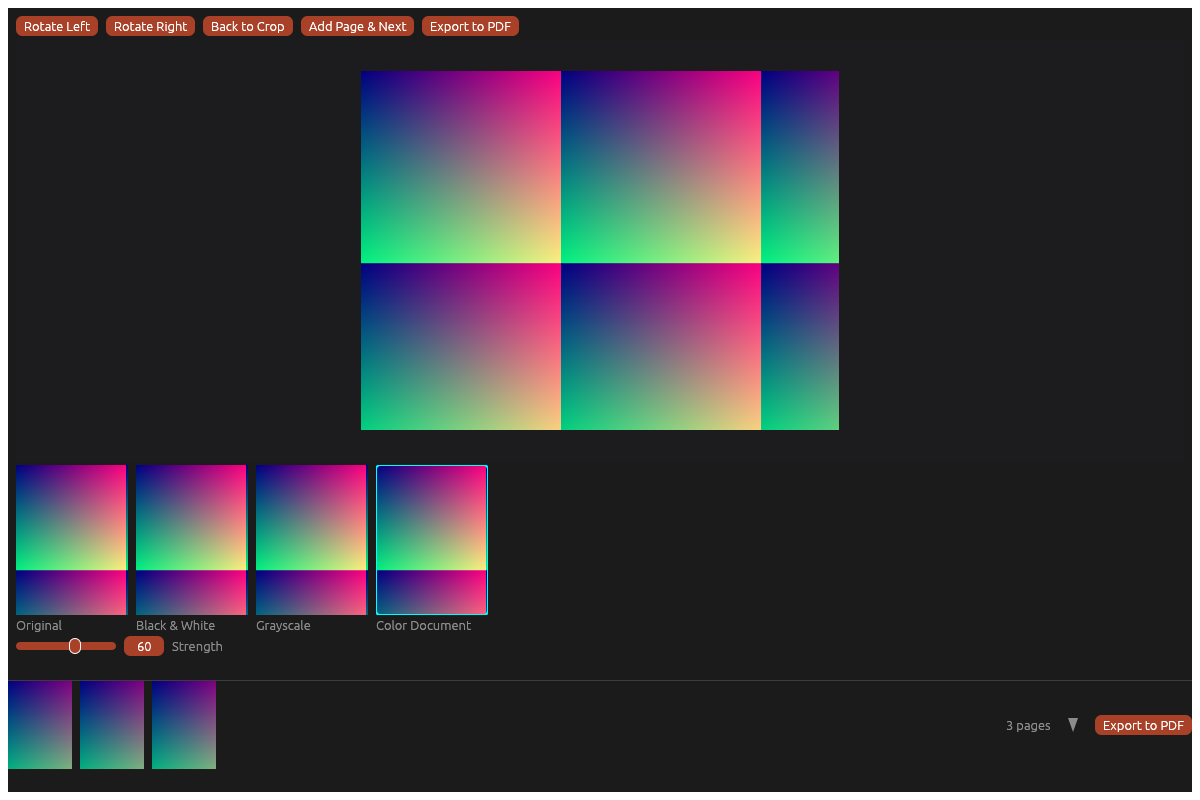 Rotate Left Rotate Right Back to Crop Add Page & Next Export to PDF
Original Black & White Grayscale Color Document
60 Strength
3 pages Export to PDF